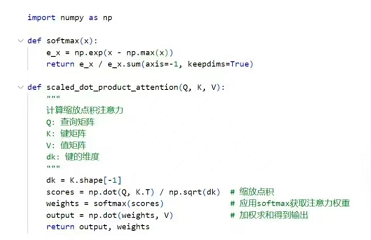 import numpy as np
def softmax(x):
    e_x = np.exp(x - np.max(x))
    return e_x / e_x.sum(axis=-1, keepdims=True)
def scaled_dot_product_attention(Q, K, V):
    """
    计算缩放点积注意力
    Q: 查询矩阵
    K: 键矩阵
    V: 值矩阵
    dk: 键的维度
    """
    dk = K.shape[-1]
    scores = np.dot(Q, K.T) / np.sqrt(dk)  # 缩放点积
    weights = softmax(scores)  # 应用softmax获取注意力权重
    output = np.dot(weights, V)  # 加权求和得到输出
    return output, weights